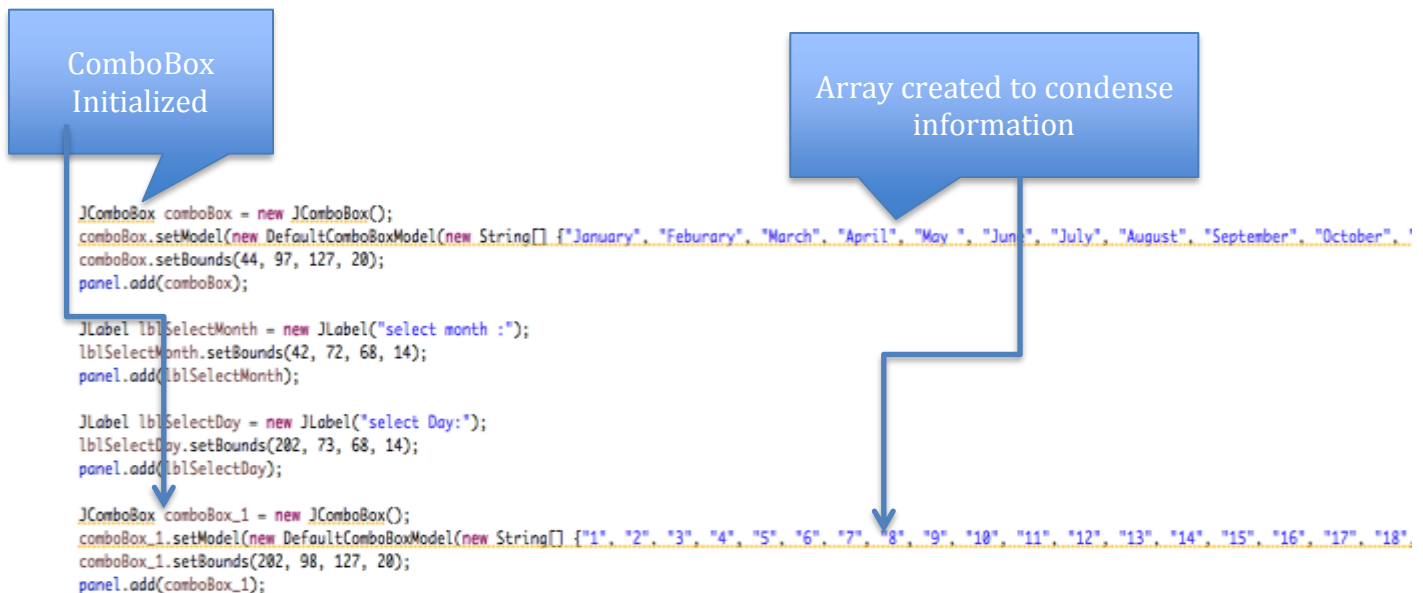 ComboBox
Initialized
Array created to condense
information
JComboBox comboBox = new JComboBox();
comboBox.setModel(new DefaultComboBoxModel(new String[] {"January", "Feburary", "March", "April", "May ", "June", "July", "August", "September", "October", "
comboBox.setBounds(44, 97, 127, 20);
panel.add(comboBox);
JLabel lblSelectMonth = new JLabel("select month :");
lblSelectMonth.setBounds(42, 72, 68, 14);
panel.add(lblSelectMonth);
JLabel lblSelectDay = new JLabel("select Day:");
lblSelectDay.setBounds(202, 73, 68, 14);
panel.add(lblSelectDay);
JComboBox comboBox_1 = new JComboBox();
comboBox_1.setModel(new DefaultComboBoxModel(new String[] {"1", "2", "3", "4", "5", "6", "7", "8", "9", "10", "11", "12", "13", "14", "15", "16", "17", "18",
comboBox_1.setBounds(202, 98, 127, 20);
panel.add(comboBox_1);